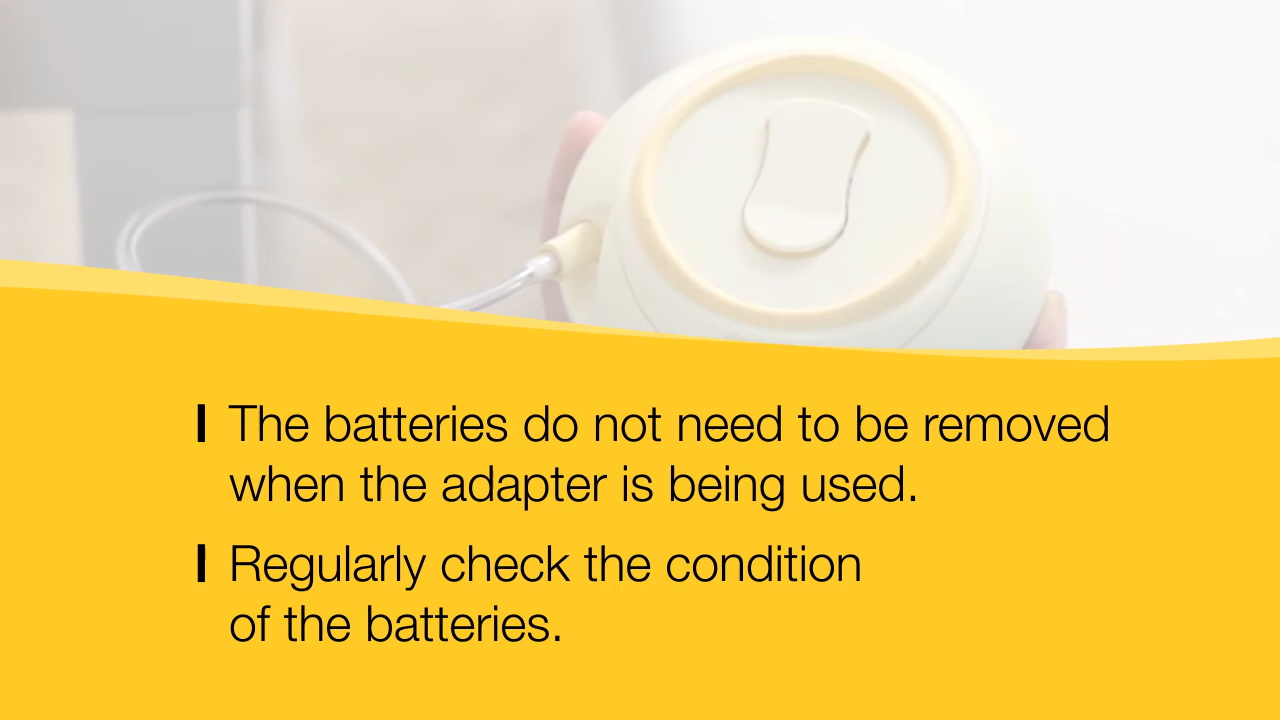 The batteries do not need to be removed
when the adapter is being used.
Regularly check the condition
of the batteries.